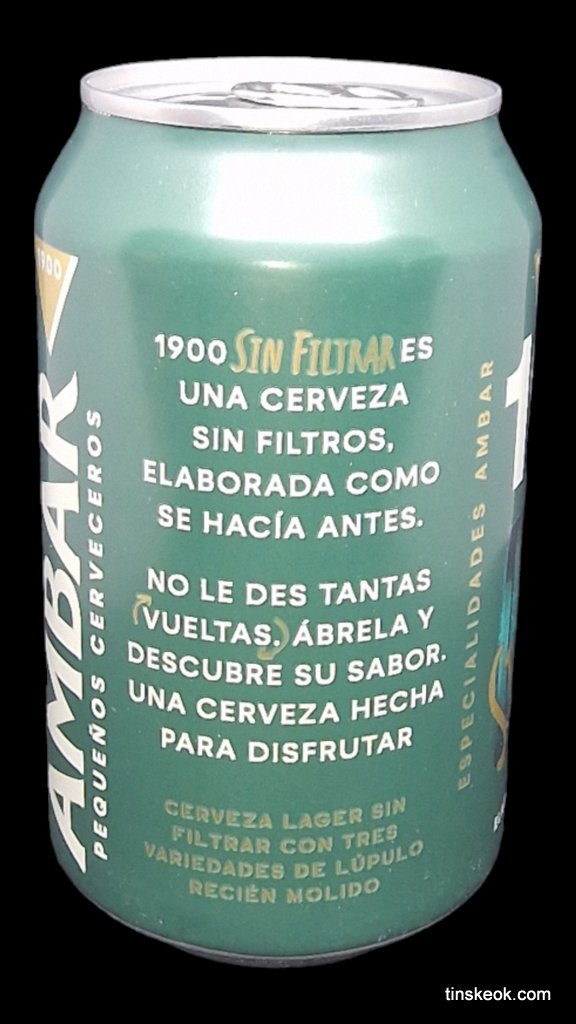 1900
AMBAR
PEQUEÑOS CERVECEROS
1900 SIN FILTRAR ES
UNA CERVEZA
SIN FILTROS,
ELABORADA COMO
SE HACÍA ANTES.
NO LE DES TANTAS
VUELTAS. ÁBRELA Y
DESCUBRE SU SABOR.
UNA CERVEZA HECHA
PARA DISFRUTAR
CERVEZA LAGER SIN
FILTRAR CON TRES
VARIEDADES DE LÚPULO
RECIÉN MOLIDO
ESPECIALIDADES AMBAR
tinskeok.com